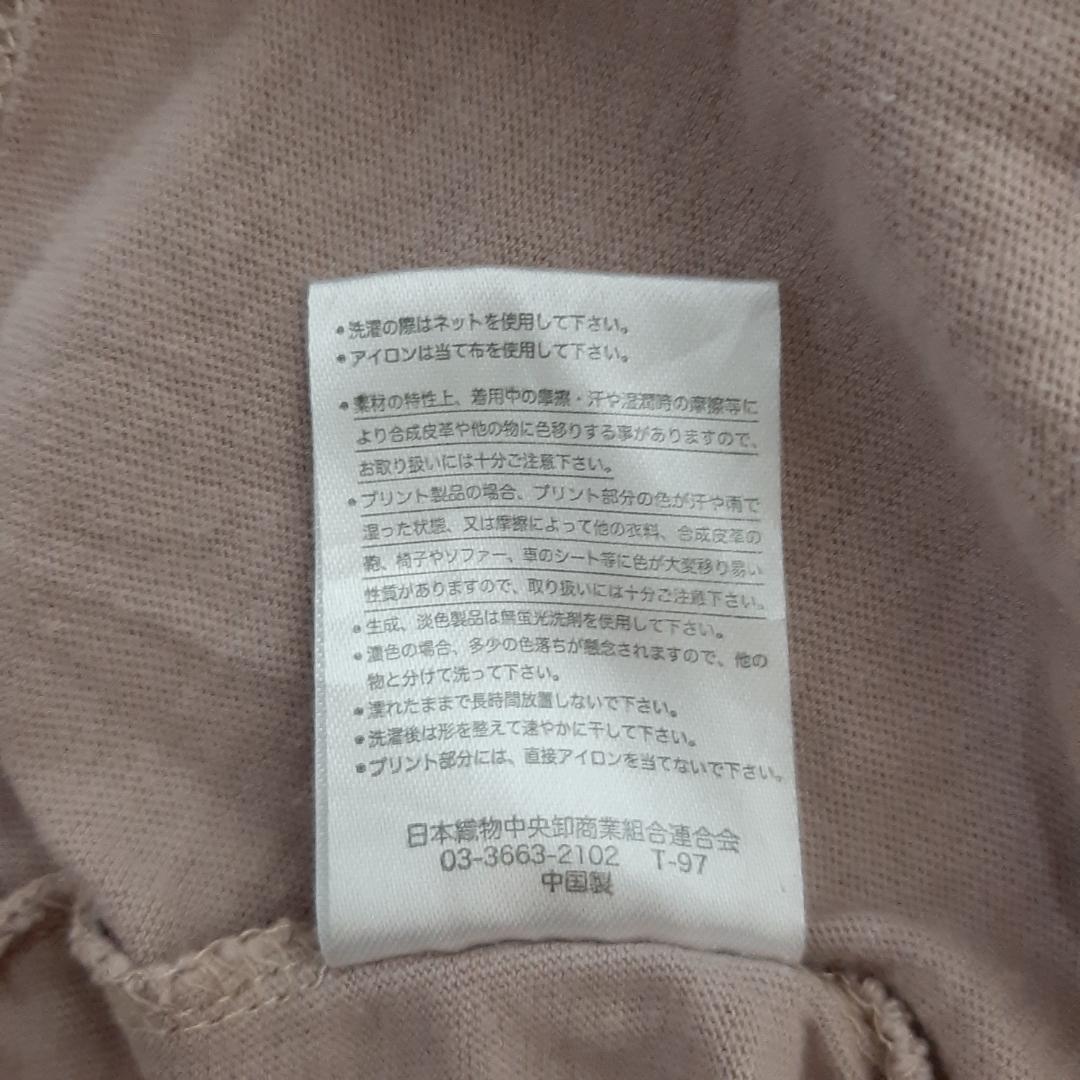 ●洗濯の際はネットを使用して下さい。
●アイロンは当て布を使用して下さい。
●素材の特性上、着用中の摩擦・汗や湿潤時の摩擦等に
より合成皮革や他の物に色移りする事がありますので、
お取り扱いには十分ご注意下さい。
●プリント製品の場合、プリント部分の色が汗や雨で
湿った状態、又は摩擦によって他の衣料、合成皮革の
鞄、椅子やソファー、車のシート等に色が大変移り易い
性質がありますので、取り扱いには十分ご注意下さい。
●生成、淡色製品は無蛍光洗剤を使用して下さい。
●濃色の場合、多少の色落ちが懸念されますので、他の
物と分けて洗って下さい。
●濡れたままで長時間放置しないで下さい。
●洗濯後は形を整えて速やかに干して下さい。
●プリント部分には、直接アイロンを当てないで下さい。
日本織物中央卸商業組合連合会
03-3663-2102 T-97
中国製